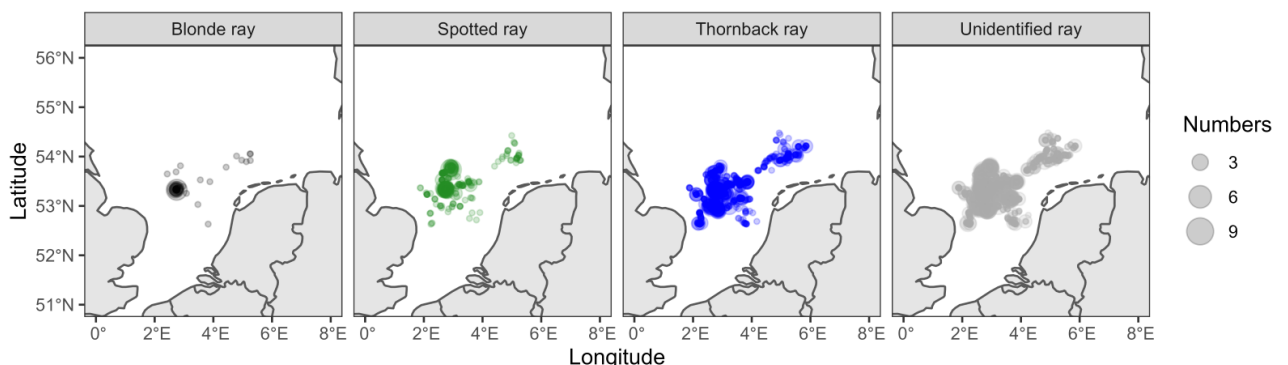 Blonde ray Spotted ray Thornback ray Unidentified ray
56°N
55°N
54°N
53°N
52°N
51°N
Latitude
0° 2°E 4°E 6°E 8°E 0° 2°E 4°E 6°E 8°E 0° 2°E 4°E 6°E 8°E 0° 2°E 4°E 6°E 8°E
Longitude
Numbers
3
6
9